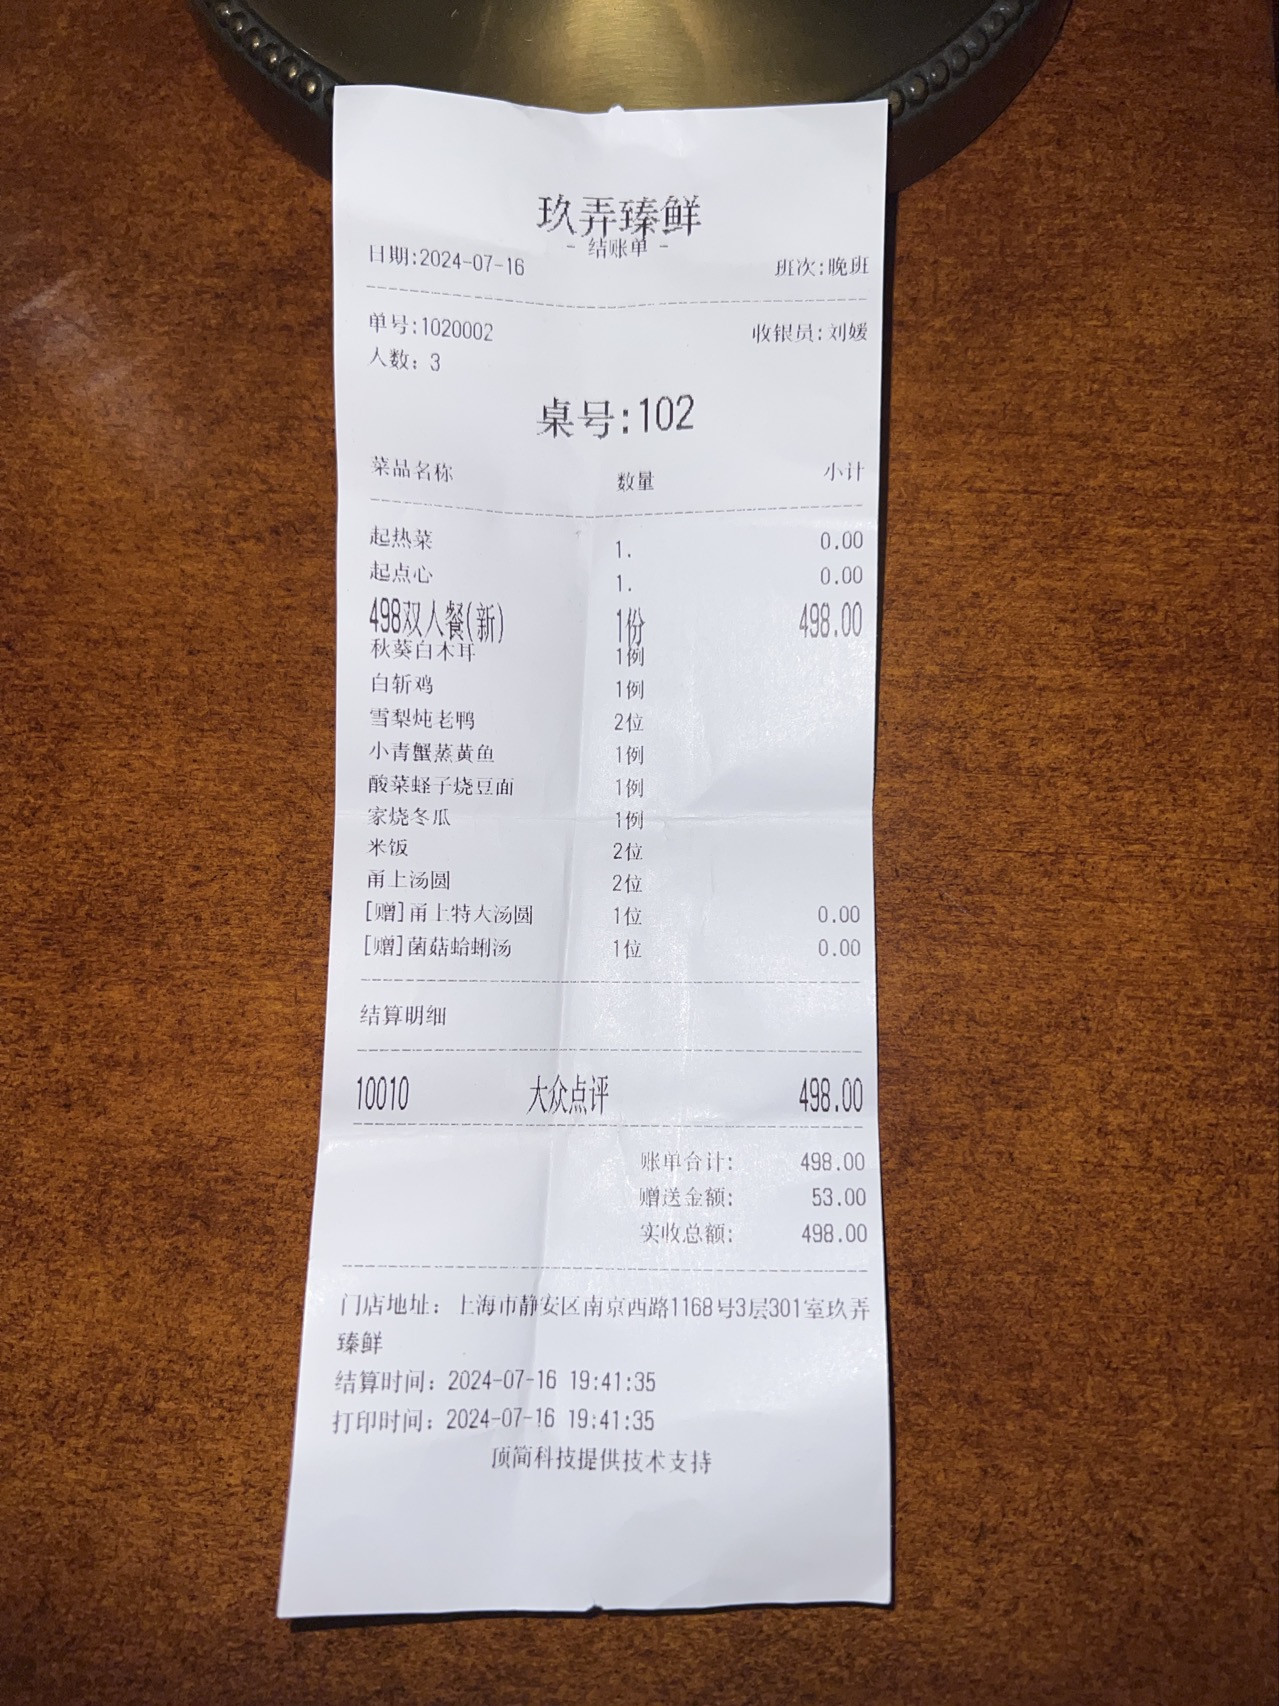 玖弄臻鲜
- 结账单 -
日期:2024-07-16 班次:晚班
单号:1020002 收银员:刘媛
人数: 3
桌号:102
菜品名称 数量 小计
起热菜 1. 0.00
起点心 1. 0.00
498双人餐(新) 1份 498.00
秋葵白木耳 1例
白斩鸡 1例
雪梨炖老鸭 2位
小青蟹蒸黄鱼 1例
酸菜蛏子烧豆面 1例
家烧冬瓜 1例
米饭 2位
甬上汤圆 2位
[赠]甬上特大汤圆 1位 0.00
[赠]菌菇蛤蜊汤 1位 0.00
结算明细
10010 大众点评 498.00
账单合计: 498.00
赠送金额: 53.00
实收总额: 498.00
门店地址: 上海市静安区南京西路1168号3层301室玖弄
臻鲜
结算时间: 2024-07-16 19:41:35
打印时间: 2024-07-16 19:41:35
顶简科技提供技术支持